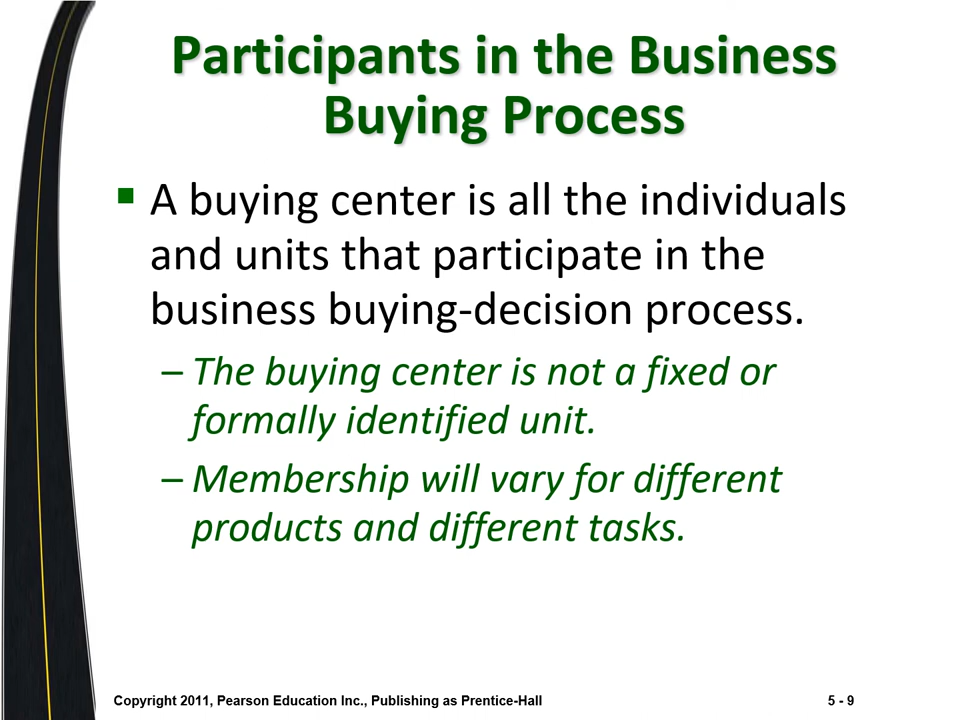 Participants in the Business
Buying Process
▪ A buying center is all the individuals
and units that participate in the
business buying-decision process.
– The buying center is not a fixed or
formally identified unit.
– Membership will vary for different
products and different tasks.
Copyright 2011, Pearson Education Inc., Publishing as Prentice-Hall
5 - 9